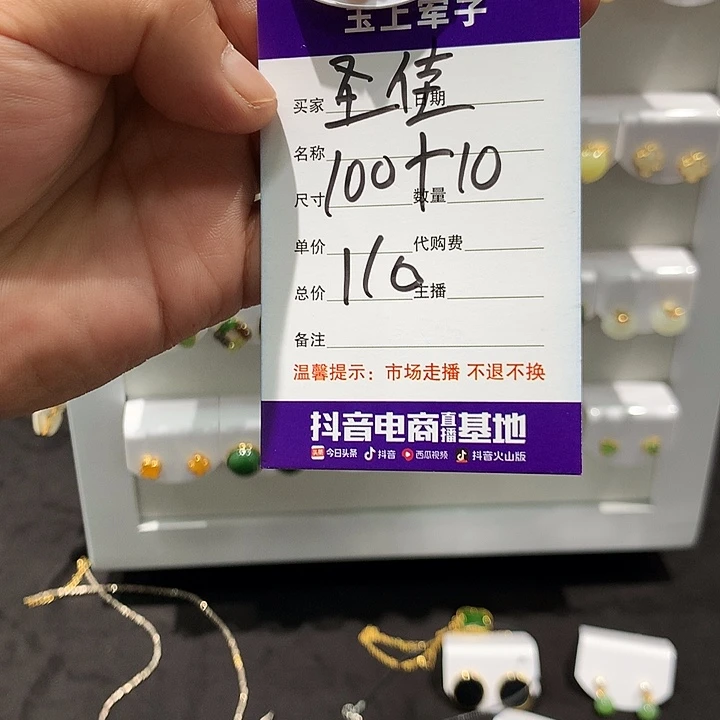 玉上军子
买家 圣佳 日期
名称
尺寸 100+10 数量
单价 代购费
总价 110 主播
备注
温馨提示：市场走播 不退不换
抖音电商直播基地
头条 今日头条 抖音 西瓜视频 抖音火山版